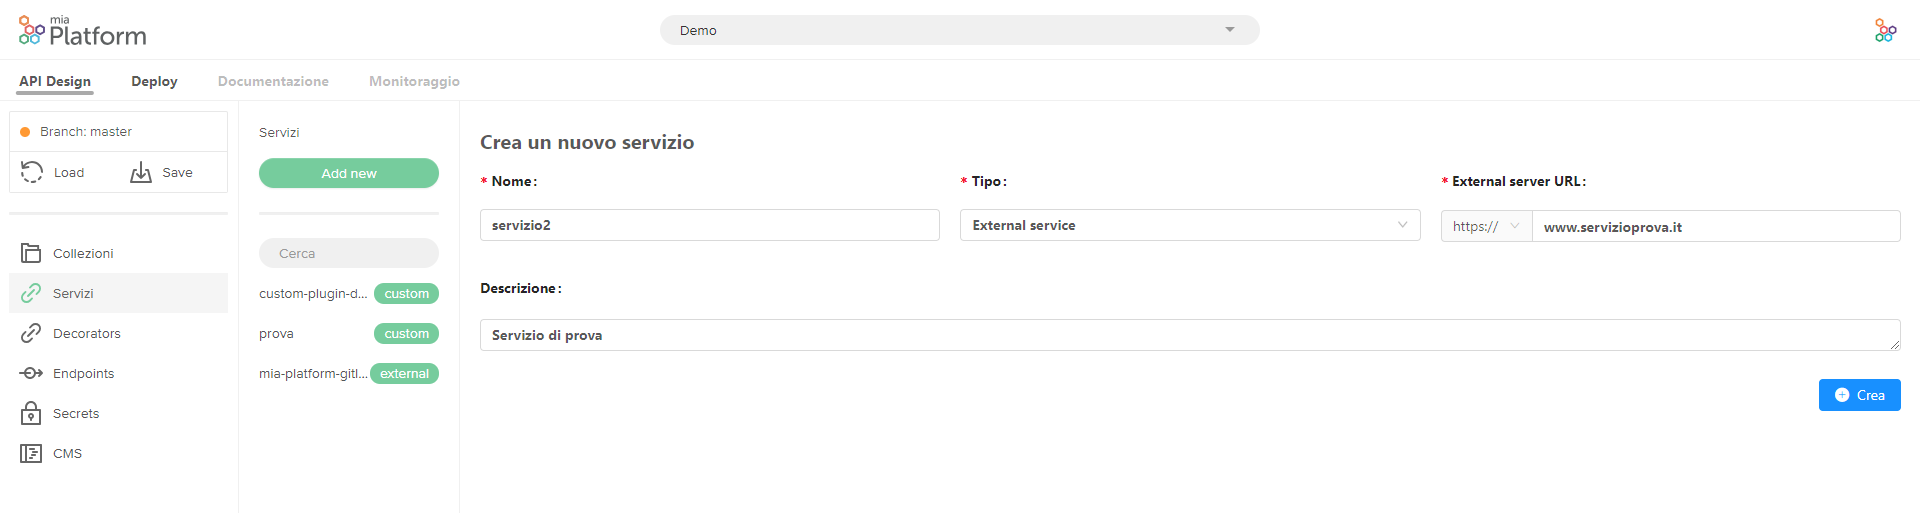 mia
Platform
Demo
API Design
Deploy
Documentazione
Monitoraggio
Branch: master
Load
Save
Collezioni
Servizi
Decorators
Endpoints
Secrets
CMS
Servizi
Add new
Cerca
custom-plugin-d... custom
prova custom
mia-platform-gitl... external
Crea un nuovo servizio
* Nome:
servizio2
* Tipo:
External service
* External server URL:
https:// www.servizioprova.it
Descrizione:
Servizio di prova
Crea